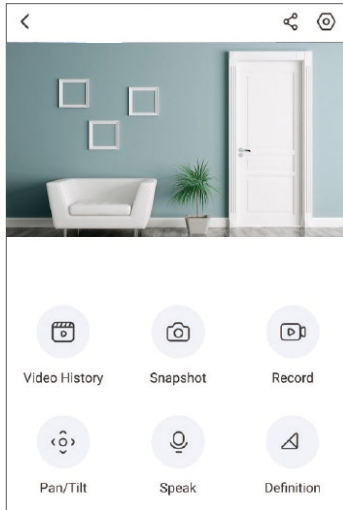 Video History
Snapshot
Record
Pan/Tilt
Speak
Definition